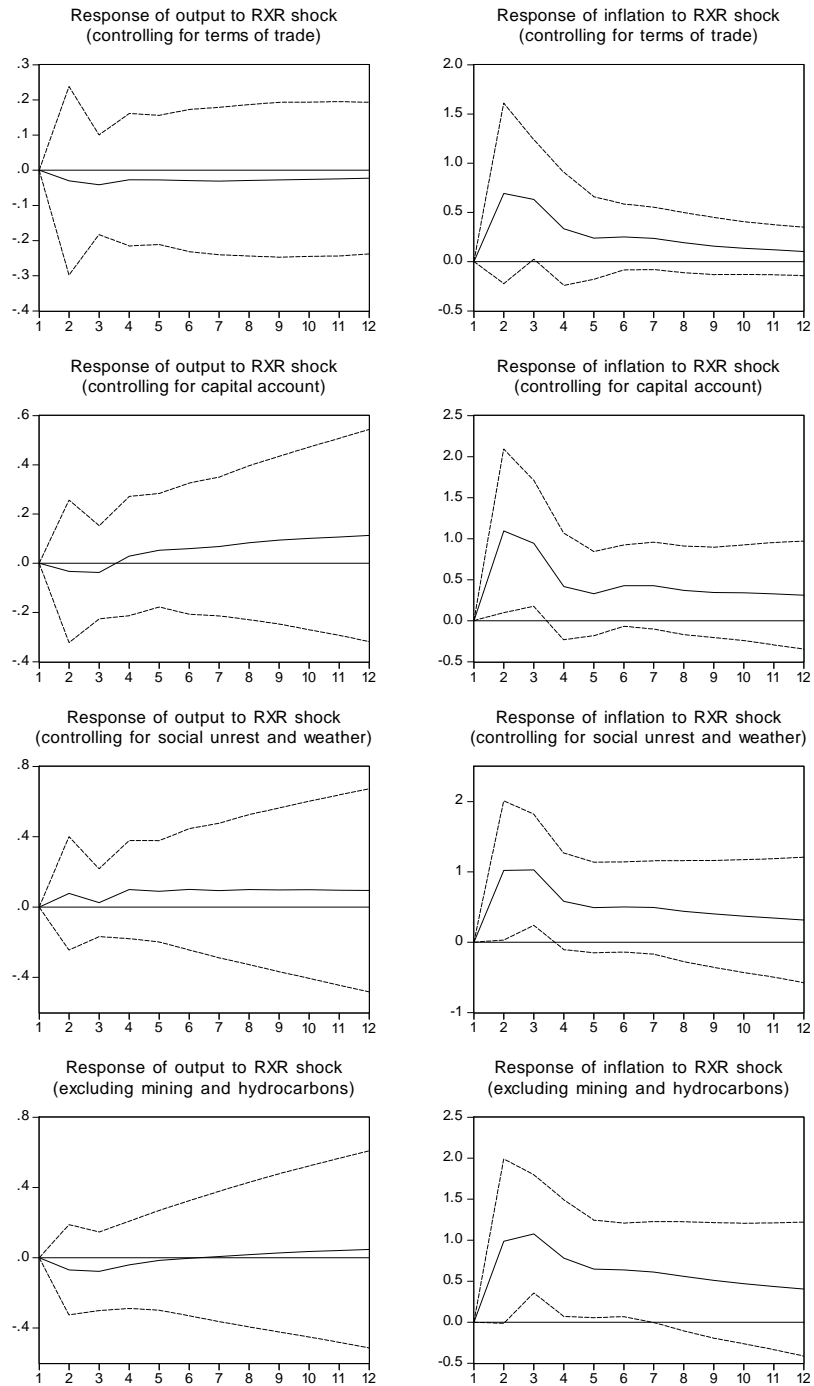 Response of output to RXR shock
(controlling for terms of trade)
.3
.2
.1
.0
-.1
-.2
-.3
-.4
1 2 3 4 5 6 7 8 9 10 11 12
Response of inflation to RXR shock
(controlling for terms of trade)
2.0
1.5
1.0
0.5
0.0
-0.5
1 2 3 4 5 6 7 8 9 10 11 12
Response of output to RXR shock
(controlling for capital account)
.6
.4
.2
.0
-.2
-.4
1 2 3 4 5 6 7 8 9 10 11 12
Response of inflation to RXR shock
(controlling for capital account)
2.5
2.0
1.5
1.0
0.5
0.0
-0.5
1 2 3 4 5 6 7 8 9 10 11 12
Response of output to RXR shock
(controlling for social unrest and weather)
.8
.4
.0
-.4
1 2 3 4 5 6 7 8 9 10 11 12
Response of inflation to RXR shock
(controlling for social unrest and weather)
2
1
0
-1
1 2 3 4 5 6 7 8 9 10 11 12
Response of output to RXR shock
(excluding mining and hydrocarbons)
.8
.4
.0
-.4
1 2 3 4 5 6 7 8 9 10 11 12
Response of inflation to RXR shock
(excluding mining and hydrocarbons)
2.5
2.0
1.5
1.0
0.5
0.0
-0.5
1 2 3 4 5 6 7 8 9 10 11 12